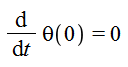 d/dt θ(0) = 0